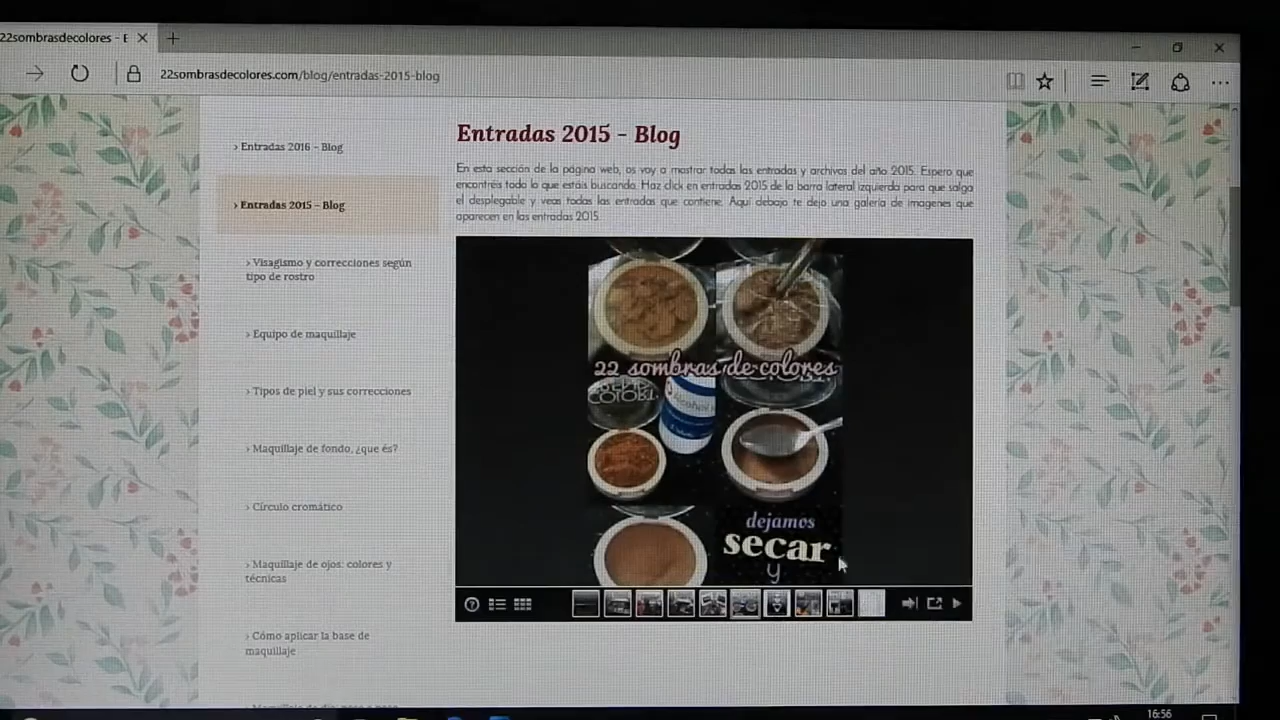 22sombrasdecolores - E
22sombrasdecolores.com/blog/entradas-2015-blog
› Entradas 2016 - Blog
› Entradas 2015 - Blog
› Visagismo y correcciones según
tipo de rostro
› Equipo de maquillaje
› Tipos de piel y sus correcciones
› Maquillaje de fondo, ¿que és?
› Círculo cromático
› Maquillaje de ojos: colores y
técnicas
› Cómo aplicar la base de
maquillaje
Entradas 2015 - Blog
En esta sección de la página web, os voy a mostrar todas las entradas y archivos del año 2015. Espero que
encontréis todo lo que estáis buscando. Haz click en entradas 2015 de la barra lateral izquierda para que salga
el desplegable y veas todas las entradas que contiene. Aquí debajo te dejo una galería de imagenes que
aparecen en las entradas 2015.
22 sombras de colores
Alcohol
dejamos
secar
y
16:56